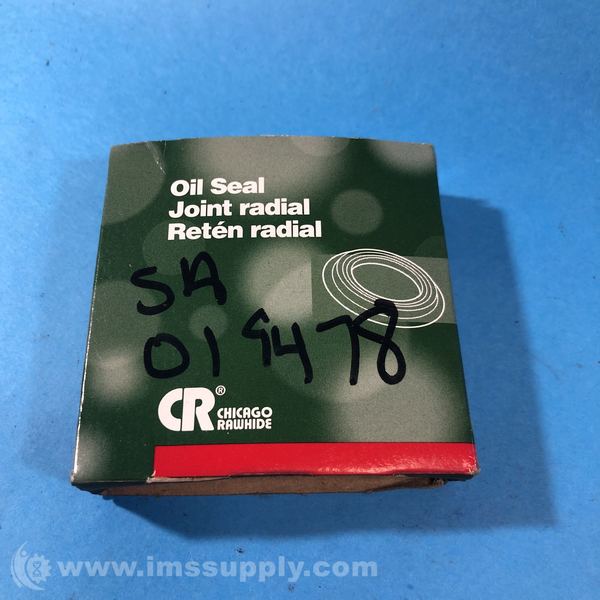 Oil Seal
Joint radial
Retén radial
SA
019478
CR® CHICAGO
RAWHIDE
www.imssupply.com